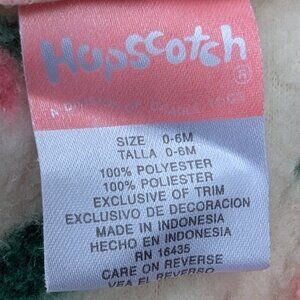 Hopscotch
®
SIZE 0-6M
TALLA 0-6M
100% POLYESTER
100% POLIESTER
EXCLUSIVE OF TRIM
EXCLUSIVO DE DECORACION
MADE IN INDONESIA
HECHO EN INDONESIA
RN 16435
CARE ON REVERSE
VEA EL REVERSO